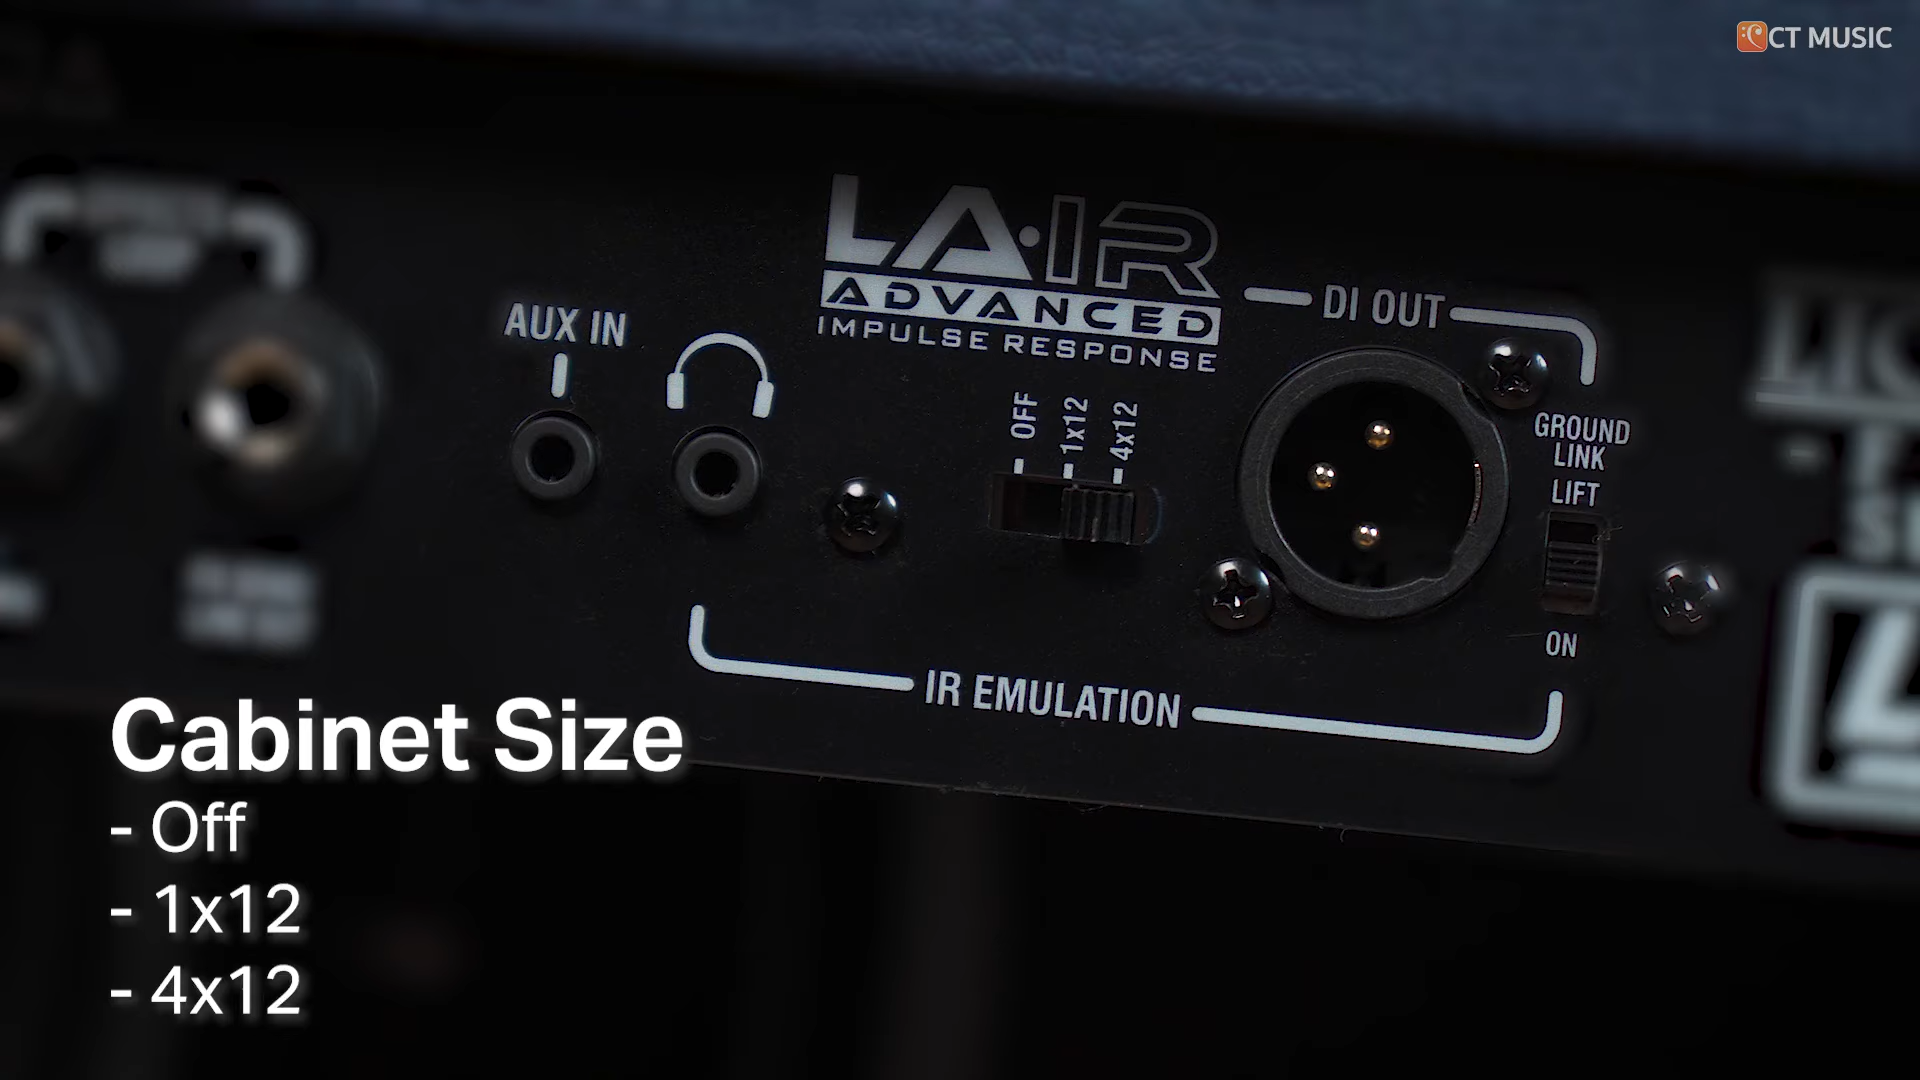 CT MUSIC
LA·IR
ADVANCED
IMPULSE RESPONSE
AUX IN
DI OUT
OFF
1x12
4x12
GROUND
LINK
LIFT
ON
IR EMULATION
Cabinet Size
- Off
- 1x12
- 4x12